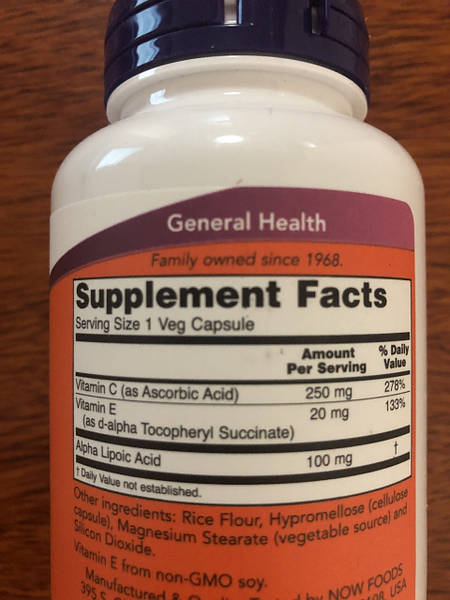 General Health
Family owned since 1968.
Supplement Facts
Serving Size 1 Veg Capsule
Amount Per Serving
% Daily Value
Vitamin C (as Ascorbic Acid) 250 mg 278%
Vitamin E 20 mg 133%
(as d-alpha Tocopheryl Succinate)
Alpha Lipoic Acid 100 mg †
† Daily Value not established.
Other ingredients: Rice Flour, Hypromellose (cellulose
capsule), Magnesium Stearate (vegetable source) and
Silicon Dioxide.
Vitamin E from non-GMO soy.
Manufactured by NOW FOODS
395 S. USA